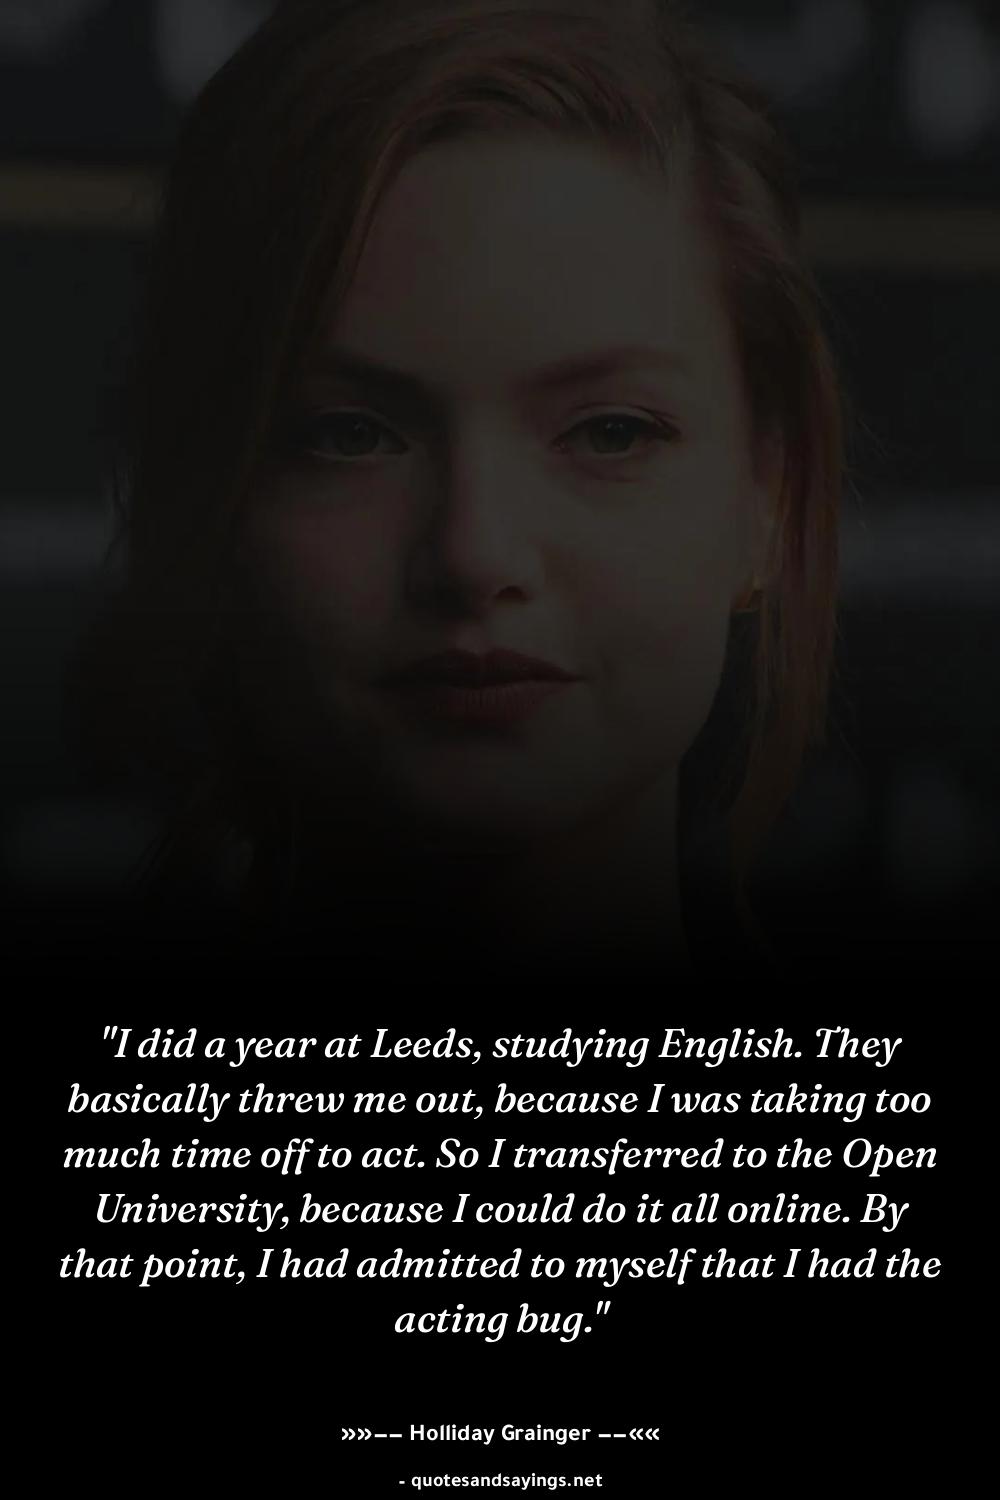 "I did a year at Leeds, studying English. They
basically threw me out, because I was taking too
much time off to act. So I transferred to the Open
University, because I could do it all online. By
that point, I had admitted to myself that I had the
acting bug."
»»–– Holliday Grainger ––««
- quotesandsayings.net